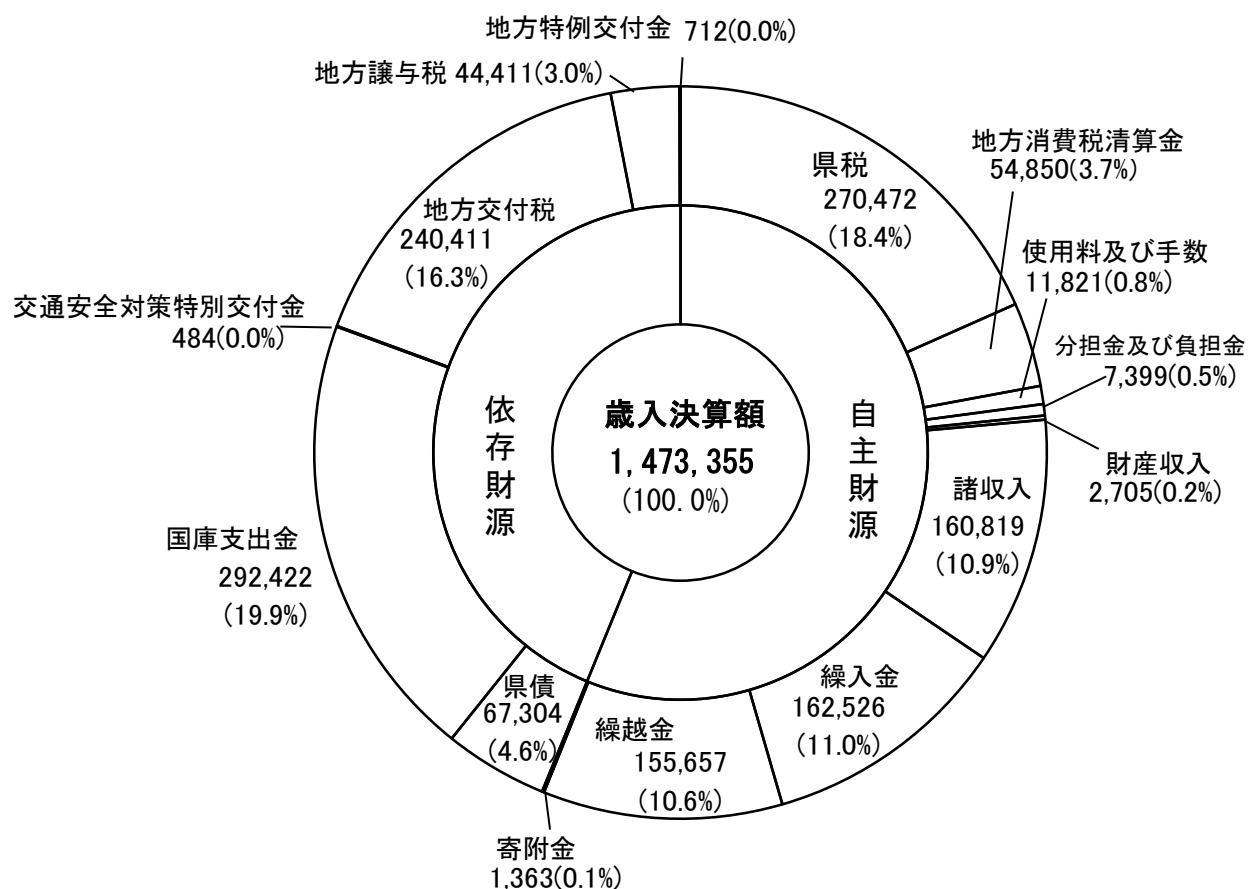 地方特例交付金 712(0.0%)
地方譲与税 44,411(3.0%)
県税
270,472
(18.4%)
地方消費税清算金
54,850(3.7%)
使用料及び手数
11,821(0.8%)
分担金及び負担金
7,399(0.5%)
財産収入
2,705(0.2%)
諸収入
160,819
(10.9%)
繰入金
162,526
(11.0%)
繰越金
155,657
(10.6%)
寄附金
1,363(0.1%)
県債
67,304
(4.6%)
国庫支出金
292,422
(19.9%)
交通安全対策特別交付金
484(0.0%)
地方交付税
240,411
(16.3%)
依存財源
自主財源
歳入決算額
1,473,355
(100.0%)